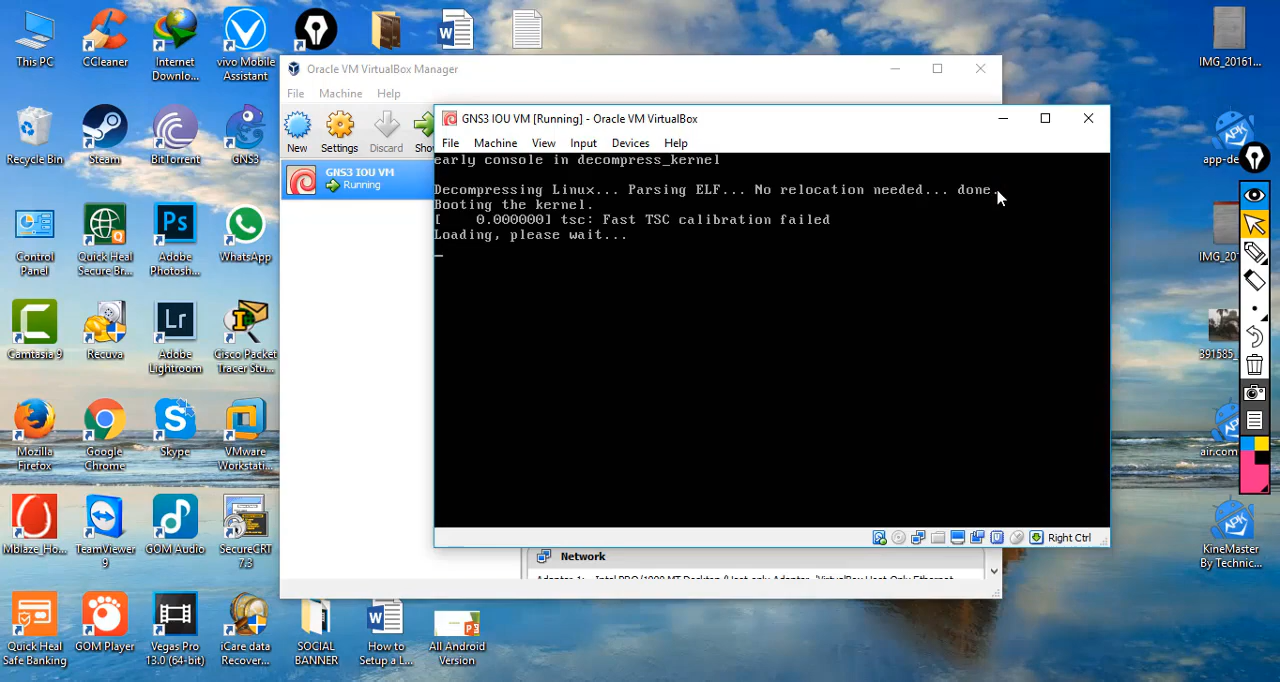 This PC
CCleaner
Internet
Downlo...
vivo Mobile
Assistant
IMG_20161...
Oracle VM VirtualBox Manager
File Machine Help
New Settings Discard Sho
GNS3 IOU VM
Running
GNS3 IOU VM [Running] - Oracle VM VirtualBox
File Machine View Input Devices Help
early console in decompress_kernel
Decompressing Linux... Parsing ELF... No relocation needed... done.
Booting the kernel.
[ 0.000000] tsc: Fast TSC calibration failed
Loading, please wait...
Right Ctrl
Network
Recycle Bin
Steam
BitTorrent
GNS3
app-de
Control
Panel
Quick Heal
Secure Br...
Adobe
Photosh...
WhatsApp
IMG_20
Camtasia 9
Recuva
Adobe
Lightroom
Cisco Packet
Tracer Stu...
391585_
Mozilla
Firefox
Google
Chrome
Skype
VMware
Workstati...
air.com
Mblaze_Ho...
TeamViewer
9
GOM Audio
SecureCRT
7.3
KineMaster
By Technic...
Quick Heal
Safe Banking
GOM Player
Vegas Pro
13.0 (64-bit)
iCare data
Recover...
SOCIAL
BANNER
How to
Setup a L...
All Android
Version